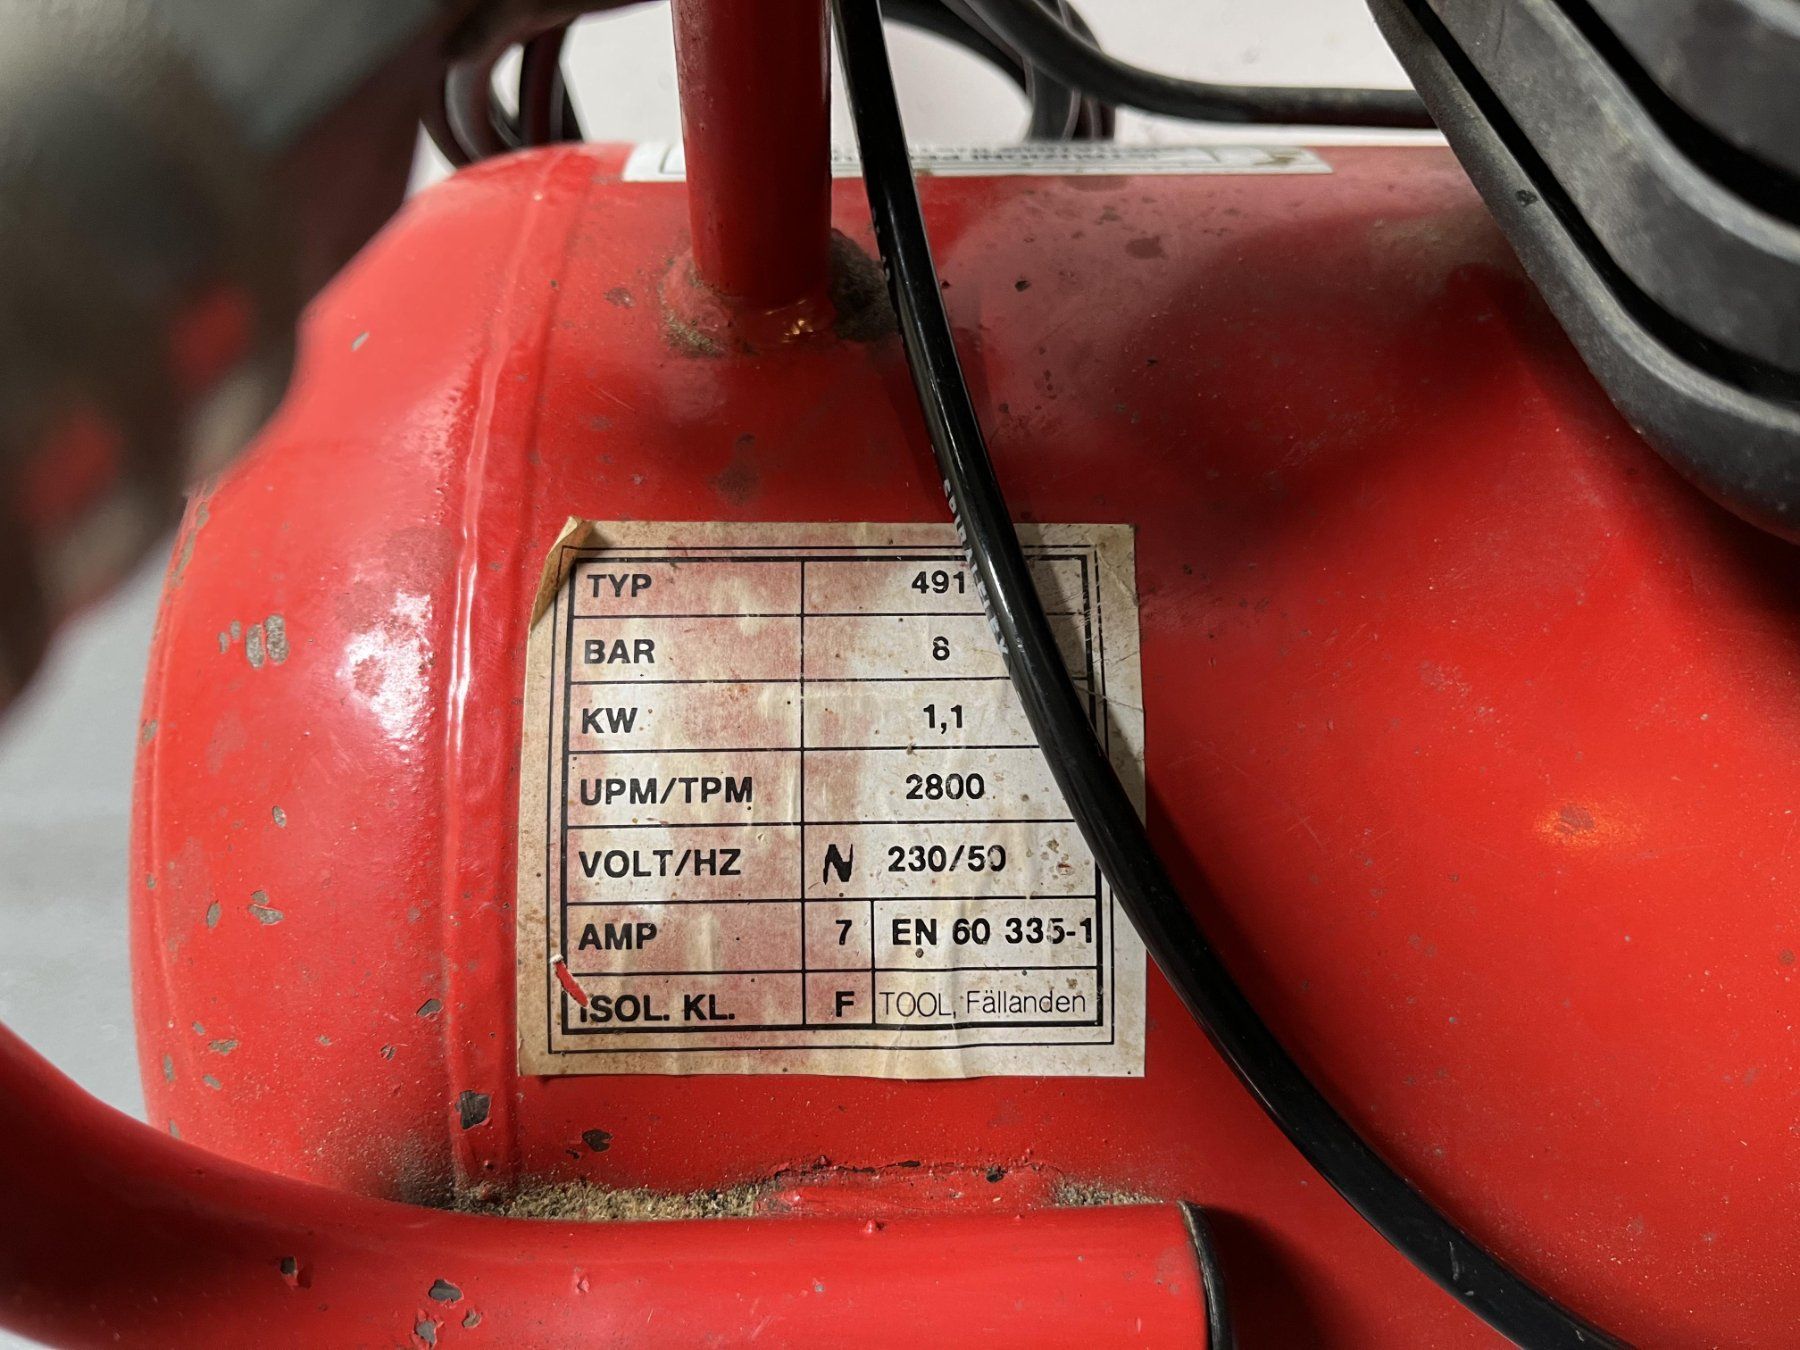 TYP 491
BAR 8
KW 1,1
UPM/TPM 2800
VOLT/HZ N 230/50
AMP 7 EN 60 335-1
ISOL. KL. F TOOL, Fällanden